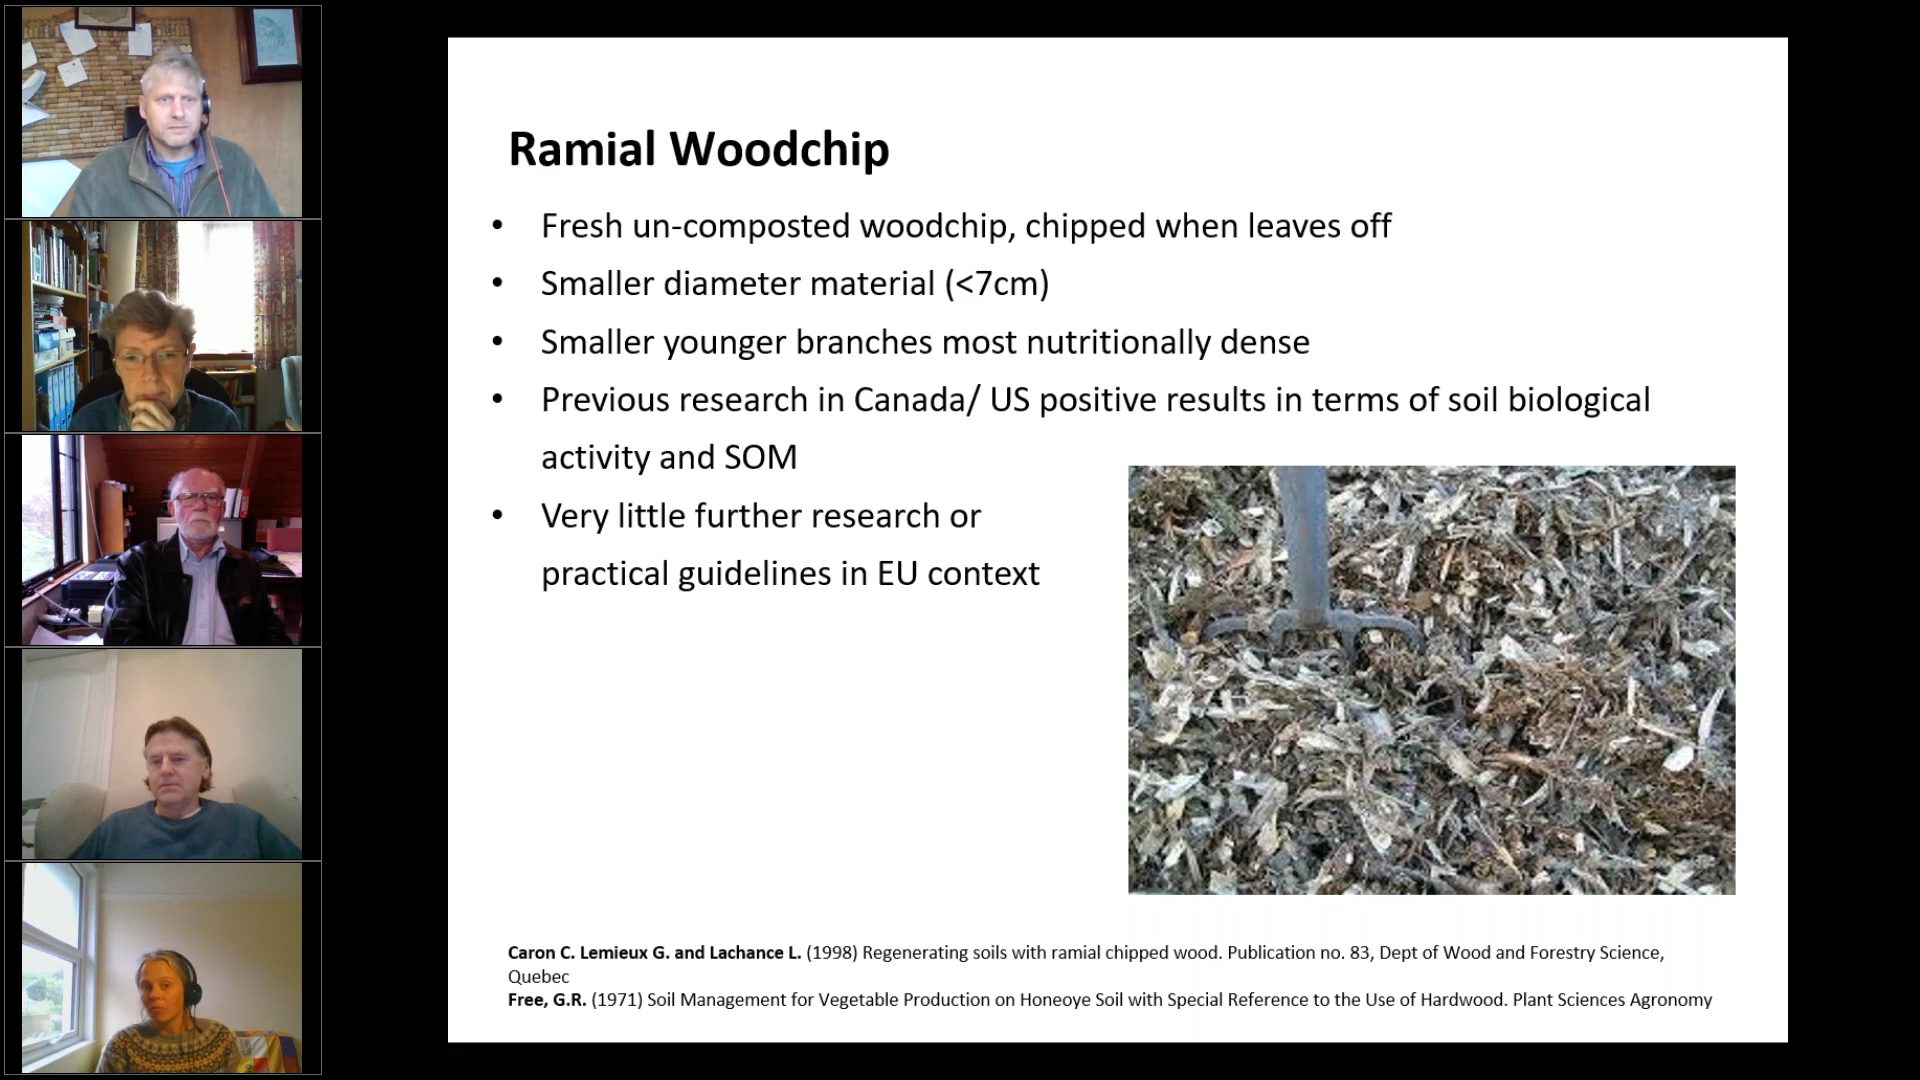 Ramial Woodchip
• Fresh un-composted woodchip, chipped when leaves off
• Smaller diameter material (<7cm)
• Smaller younger branches most nutritionally dense
• Previous research in Canada/ US positive results in terms of soil biological
activity and SOM
• Very little further research or
practical guidelines in EU context
Caron C. Lemieux G. and Lachance L. (1998) Regenerating soils with ramial chipped wood. Publication no. 83, Dept of Wood and Forestry Science,
Quebec
Free, G.R. (1971) Soil Management for Vegetable Production on Honeoye Soil with Special Reference to the Use of Hardwood. Plant Sciences Agronomy